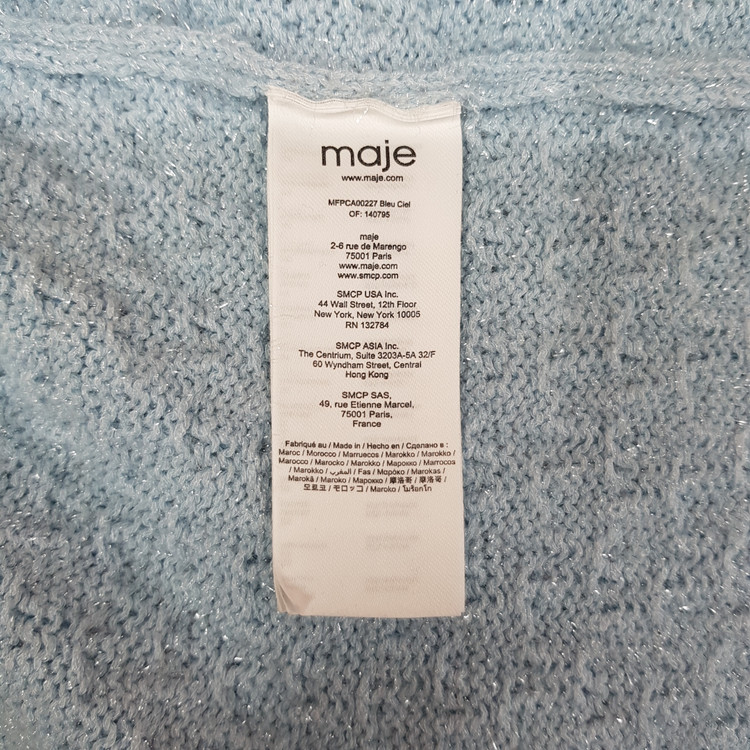 maje
www.maje.com
MFPCA00227 Bleu Ciel
OF: 140795
maje
2-6 rue de Marengo
75001 Paris
www.maje.com
www.smcp.com
SMCP USA Inc.
44 Wall Street, 12th Floor
New York, New York 10005
RN 132784
SMCP ASIA Inc.
The Centrium, Suite 3203A-5A 32/F
60 Wyndham Street, Central
Hong Kong
SMCP SAS,
49, rue Etienne Marcel,
75001 Paris,
France
Fabriqué au / Made in / Hecho en / Сделано в :
Maroc / Morocco / Marruecos / Marokko / Marokko /
Marocco / Marocko / Marokko / Марокко / Marrocos
/ Marokko / المغرب / Fas / Μαρόκο / Marokas /
Marokā / Maroko / Марокко / 摩洛哥 / 摩洛哥 /
모로코 / モロッコ / Maroko / โมร็อกโก